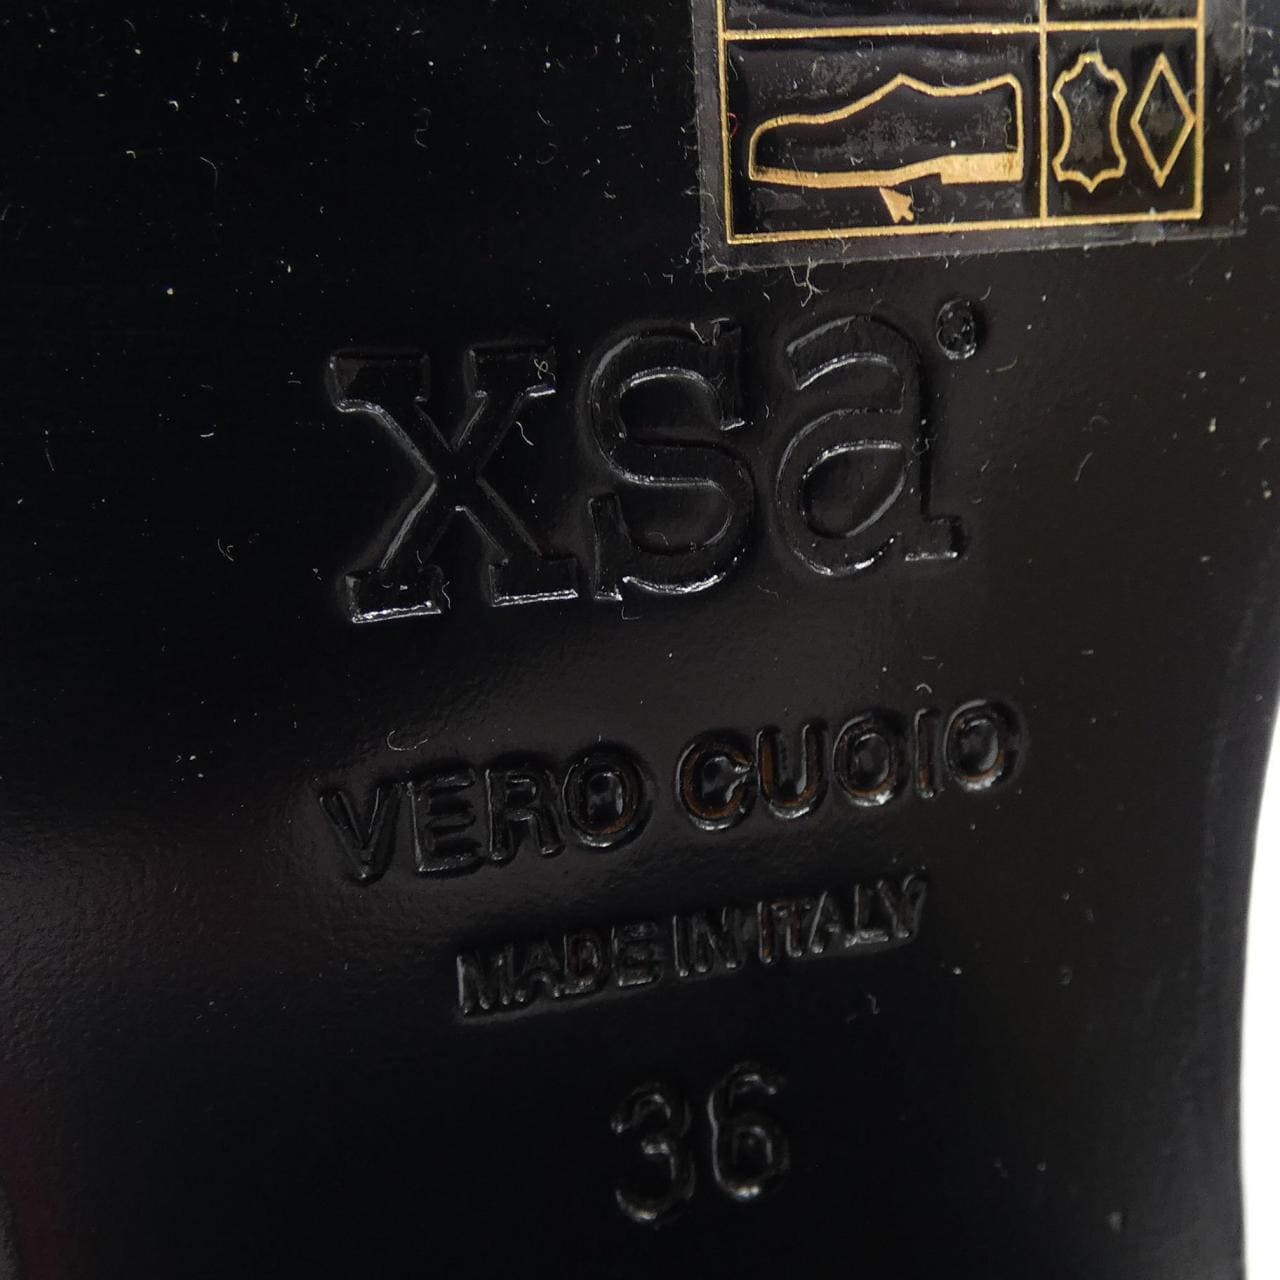 xsa®
VERO CUOIO
MADE IN ITALY
36